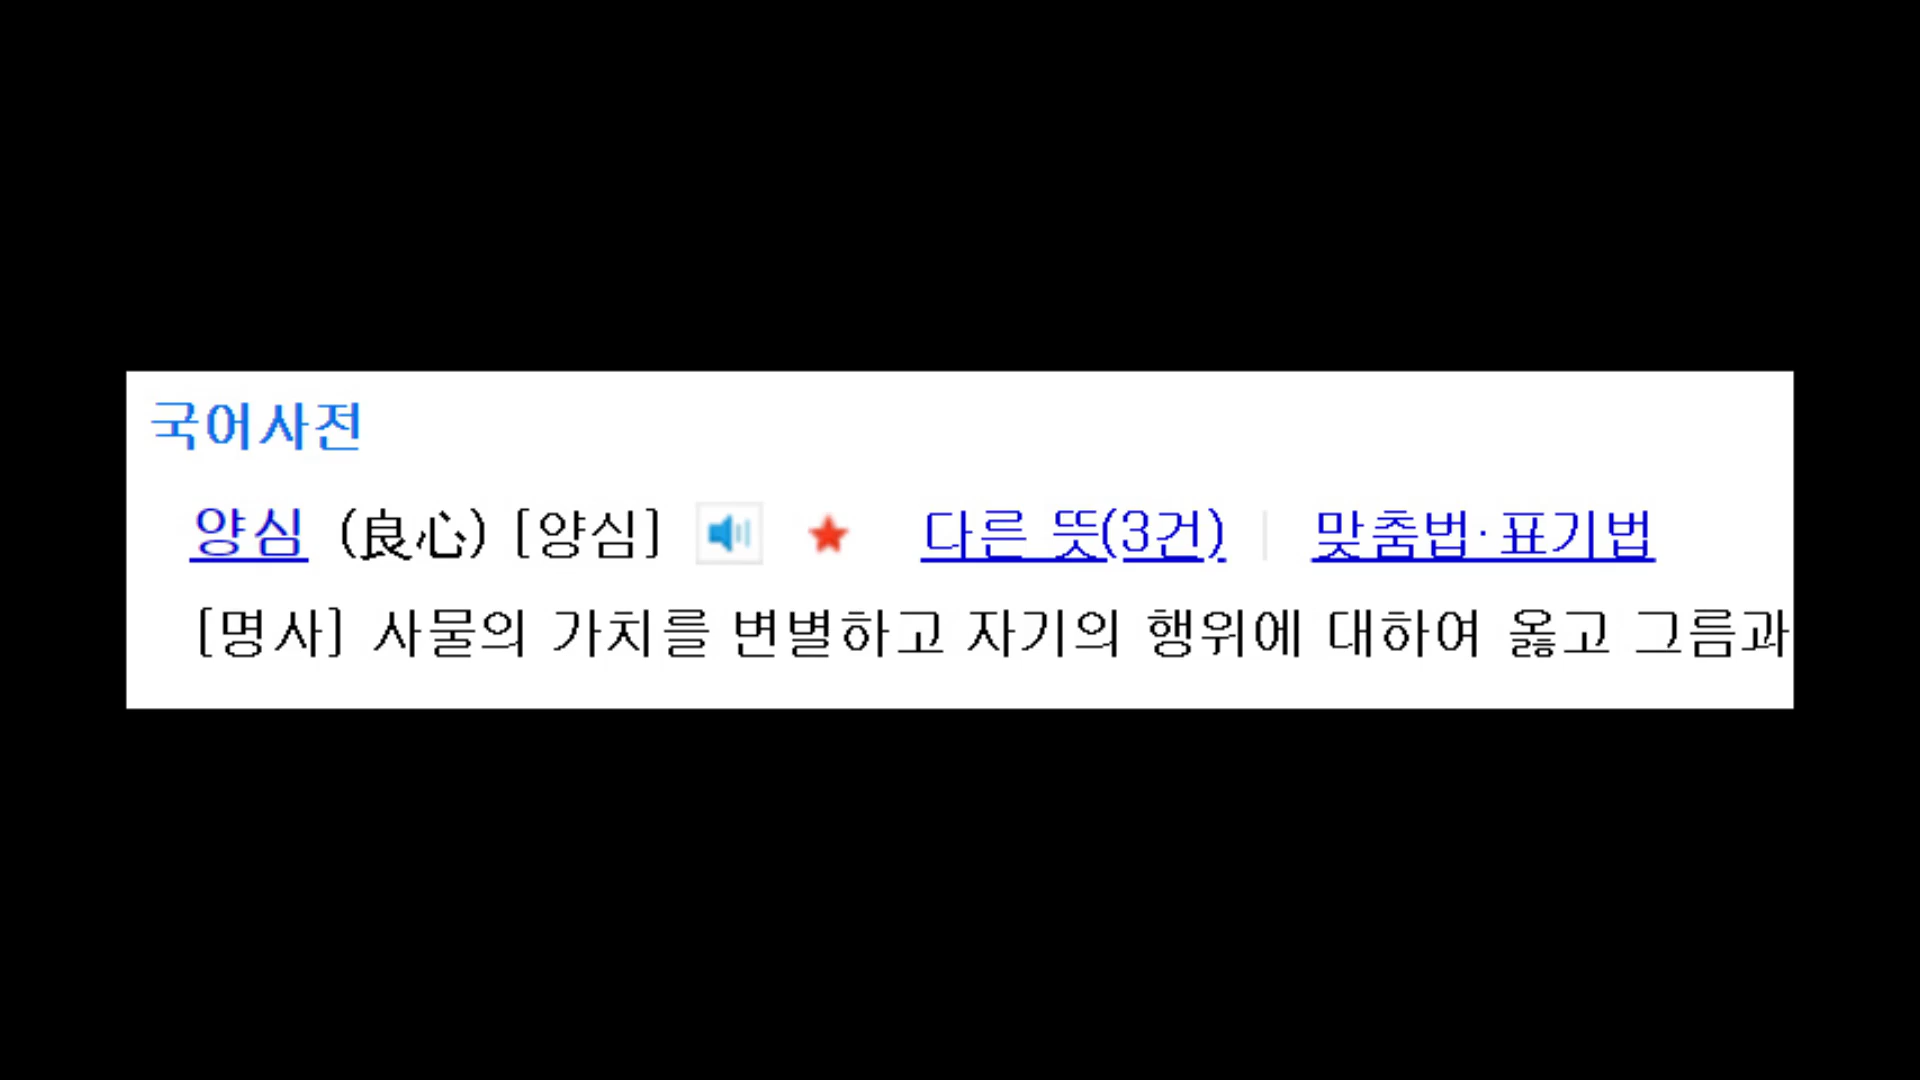 국어사전
양심 (良心) [양심] 다른 뜻(3건) 맞춤법·표기법
[명사] 사물의 가치를 변별하고 자기의 행위에 대하여 옳고 그름과